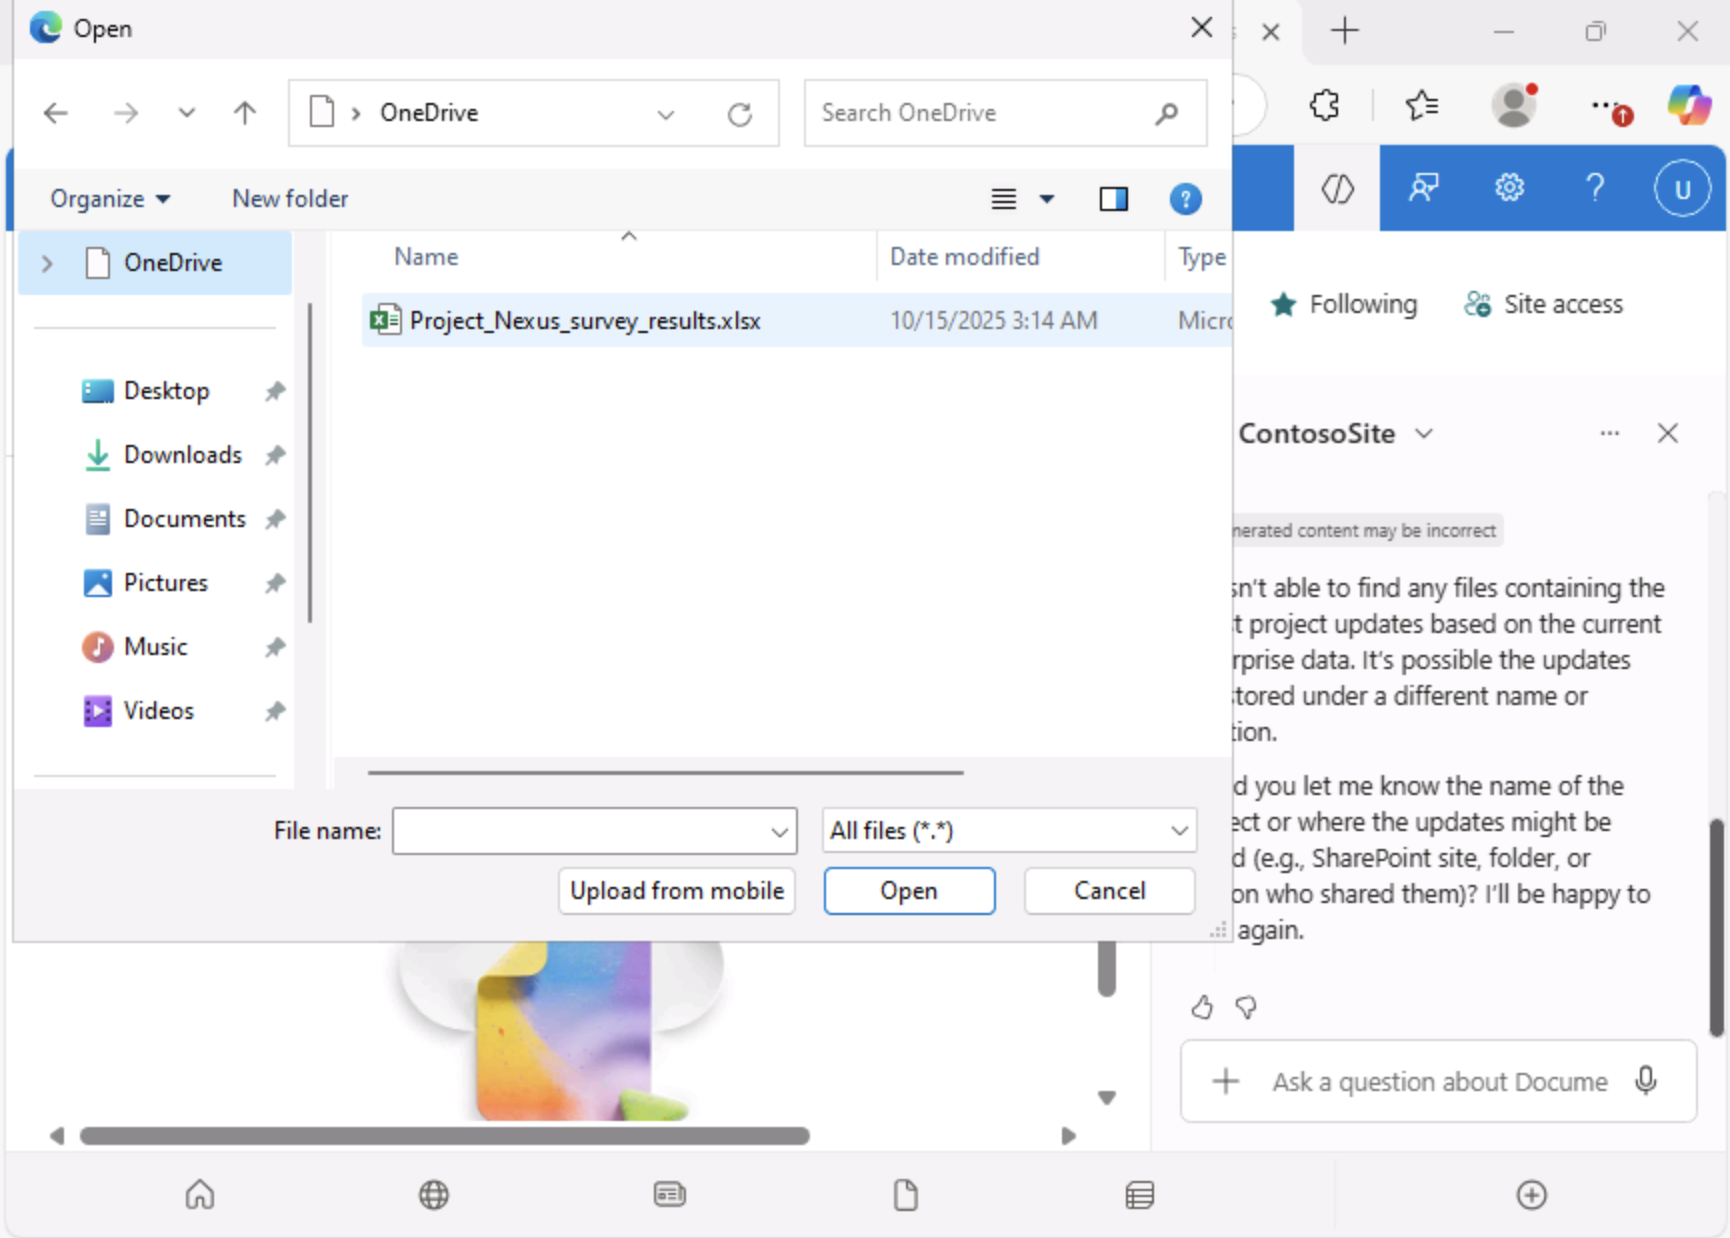 Open
OneDrive
Search OneDrive
Organize
New folder
OneDrive
Desktop
Downloads
Documents
Pictures
Music
Videos
Name
Date modified
Type
Project_Nexus_survey_results.xlsx
10/15/2025 3:14 AM
Micro
File name:
All files (*.*)
Upload from mobile
Open
Cancel
U
Following
Site access
ContosoSite
nerated content may be incorrect
sn't able to find any files containing the
t project updates based on the current
rprise data. It's possible the updates
stored under a different name or
tion.
d you let me know the name of the
ect or where the updates might be
d (e.g., SharePoint site, folder, or
on who shared them)? I'll be happy to
again.
Ask a question about Docume